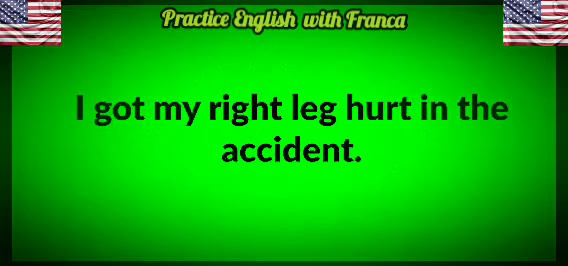 Practice English with Franca
I got my right leg hurt in the
accident.